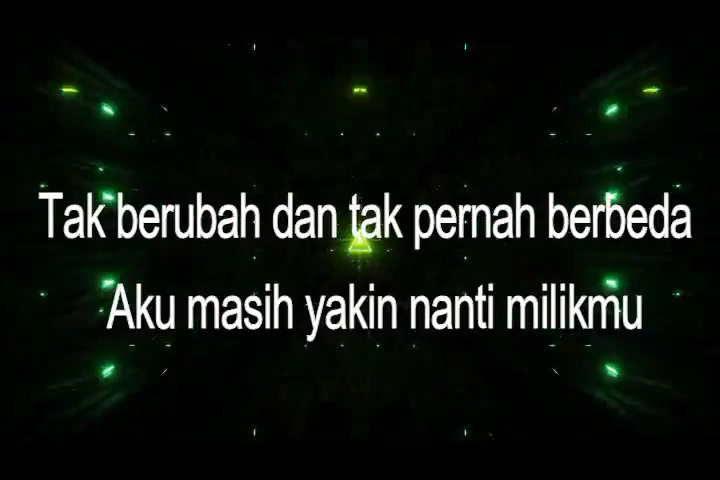 Tak berubah dan tak pernah berbeda
Aku masih yakin nanti milikmu